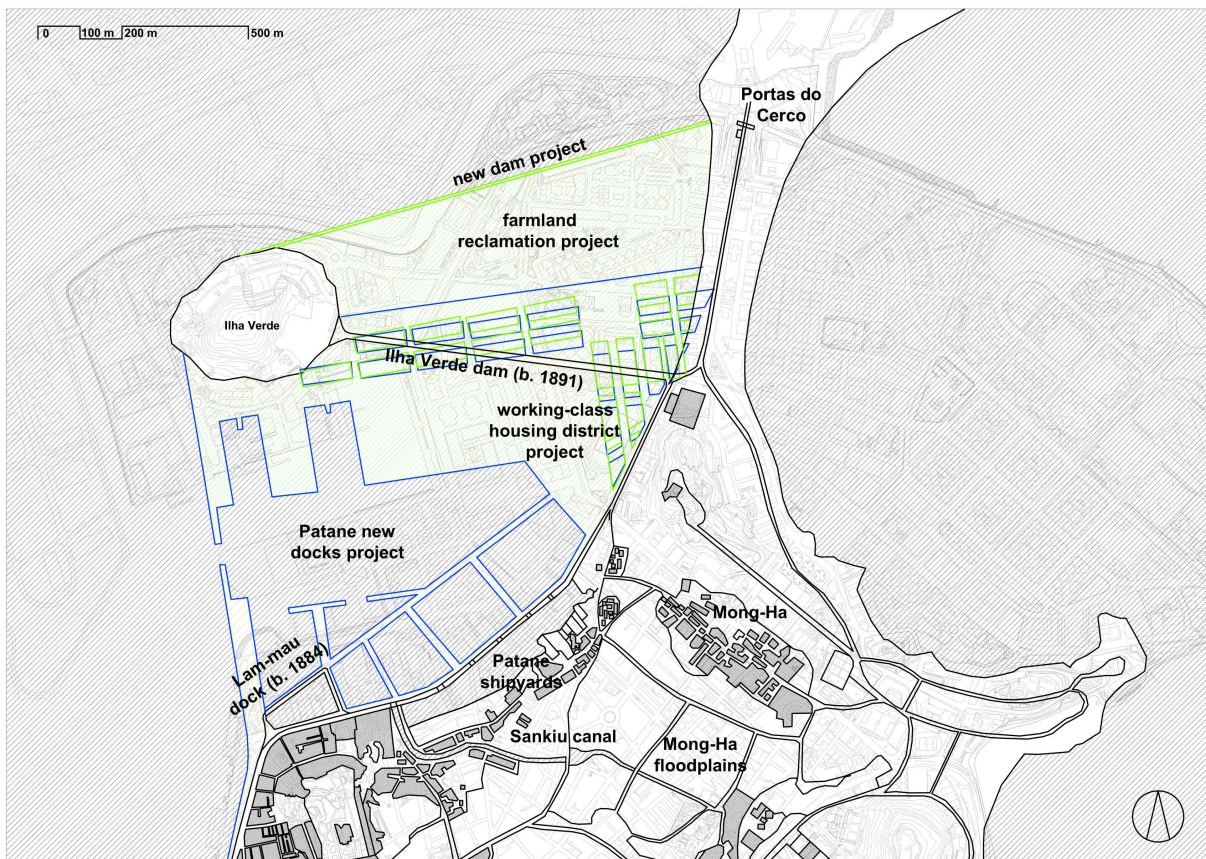 0 100 m 200 m 500 m
Portas do
Cerco
new dam project
farmland
reclamation project
Ilha Verde
Ilha Verde dam (b. 1891)
working-class
housing district
project
Patane new
docks project
Mong-Ha
Lam-mau
dock (b. 1884)
Patane
shipyards
Sankiu canal
Mong-Ha
floodplains